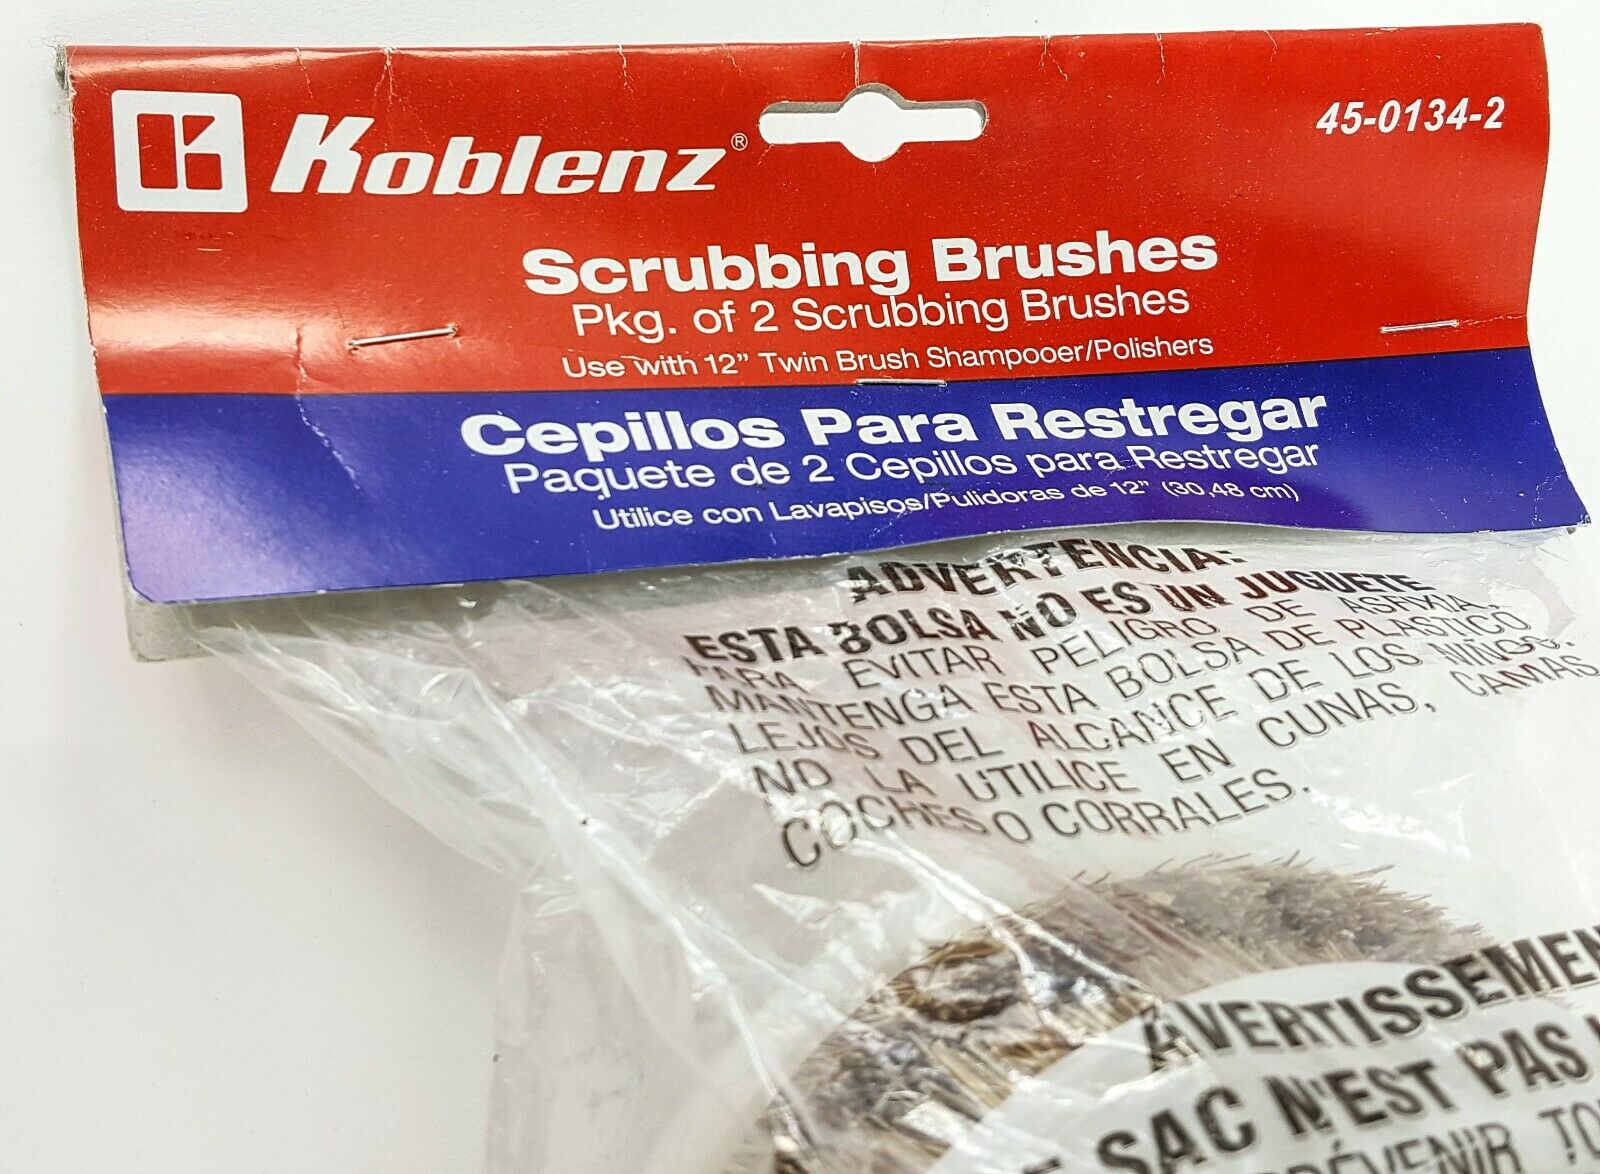 Koblenz®
45-0134-2
Scrubbing Brushes
Pkg. of 2 Scrubbing Brushes
Use with 12" Twin Brush Shampooer/Polishers
Cepillos Para Restregar
Paquete de 2 Cepillos para Restregar
Utilice con Lavapisos/Pulidoras de 12" (30,48 cm)
ADVERTENCIA:
ESTA BOLSA NO ES UN JUGUETE
PARA EVITAR PELIGRO DE ASFIXIA,
MANTENGA ESTA BOLSA DE PLASTICO
LEJOS DEL ALCANCE DE LOS NIÑOS.
NO LA UTILICE EN CUNAS, CAMAS
COCHES O CORRALES.
AVERTISSEMEN
SAC N'EST PAS
PRÉVENIR TO